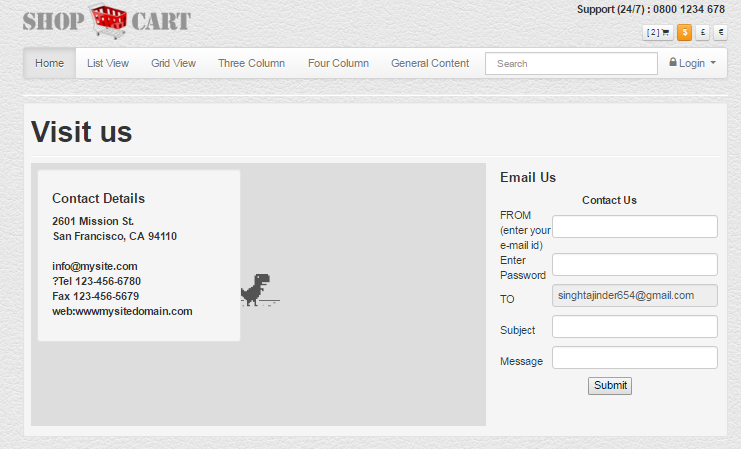 SHOP CART
Support (24/7) : 0800 1234 678
[ 2 ] $ £ €
Home List View Grid View Three Column Four Column General Content Search Login
Visit us
Contact Details
2601 Mission St.
San Francisco, CA 94110
info@mysite.com
?Tel 123-456-6780
Fax 123-456-5679
web:wwwmysitedomain.com
Email Us
Contact Us
FROM
(enter your
e-mail id)
Enter
Password
TO singhtajinder654@gmail.com
Subject
Message
Submit